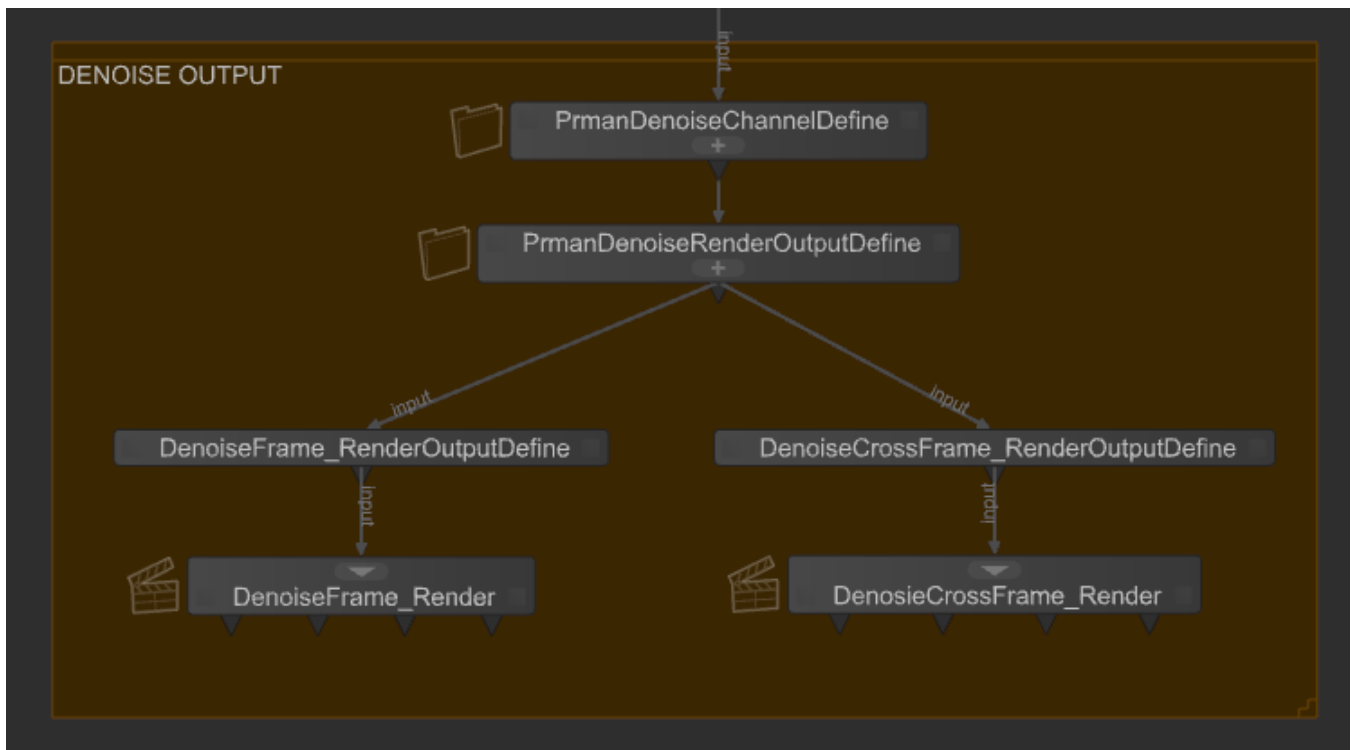 input
DENOISE OUTPUT
PrmanDenoiseChannelDefine
+
PrmanDenoiseRenderOutputDefine
+
input
input
DenoiseFrame_RenderOutputDefine
DenoiseCrossFrame_RenderOutputDefine
input
input
DenoiseFrame_Render
DenosieCrossFrame_Render